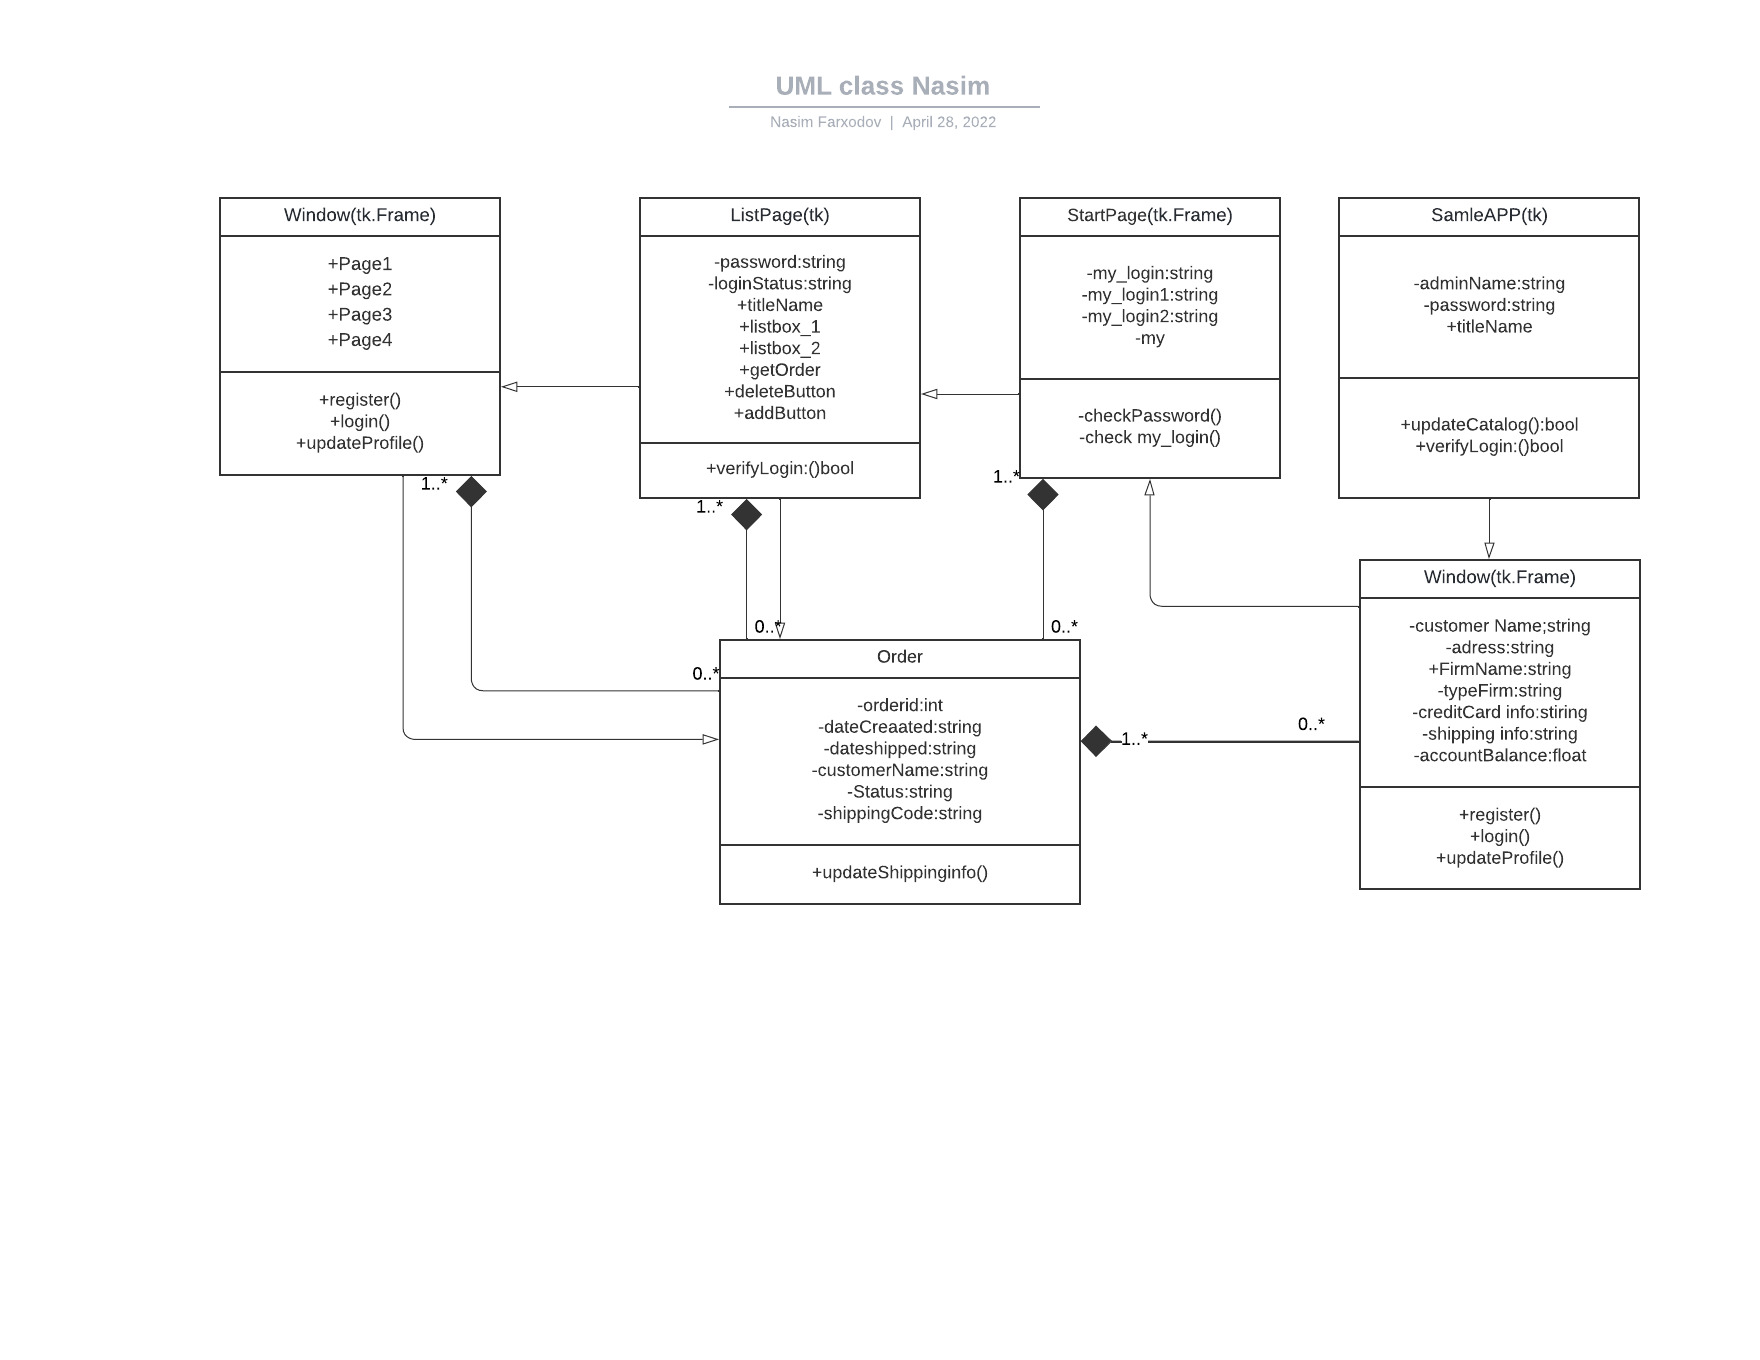 UML class Nasim
Nasim Farxodov | April 28, 2022
Window(tk.Frame)
+Page1
+Page2
+Page3
+Page4
+register()
+login()
+updateProfile()
1..*
ListPage(tk)
-password:string
-loginStatus:string
+titleName
+listbox_1
+listbox_2
+getOrder
+deleteButton
+addButton
+verifyLogin:()bool
1..*
StartPage(tk.Frame)
-my_login:string
-my_login1:string
-my_login2:string
-my
-checkPassword()
-check my_login()
1..*
SamleAPP(tk)
-adminName:string
-password:string
+titleName
+updateCatalog():bool
+verifyLogin:()bool
0..*
0..*
0..*
Order
-orderid:int
-dateCreaated:string
-dateshipped:string
-customerName:string
-Status:string
-shippingCode:string
+updateShippinginfo()
1..*
0..*
Window(tk.Frame)
-customer Name;string
-adress:string
+FirmName:string
-typeFirm:string
-creditCard info:stiring
-shipping info:string
-accountBalance:float
+register()
+login()
+updateProfile()